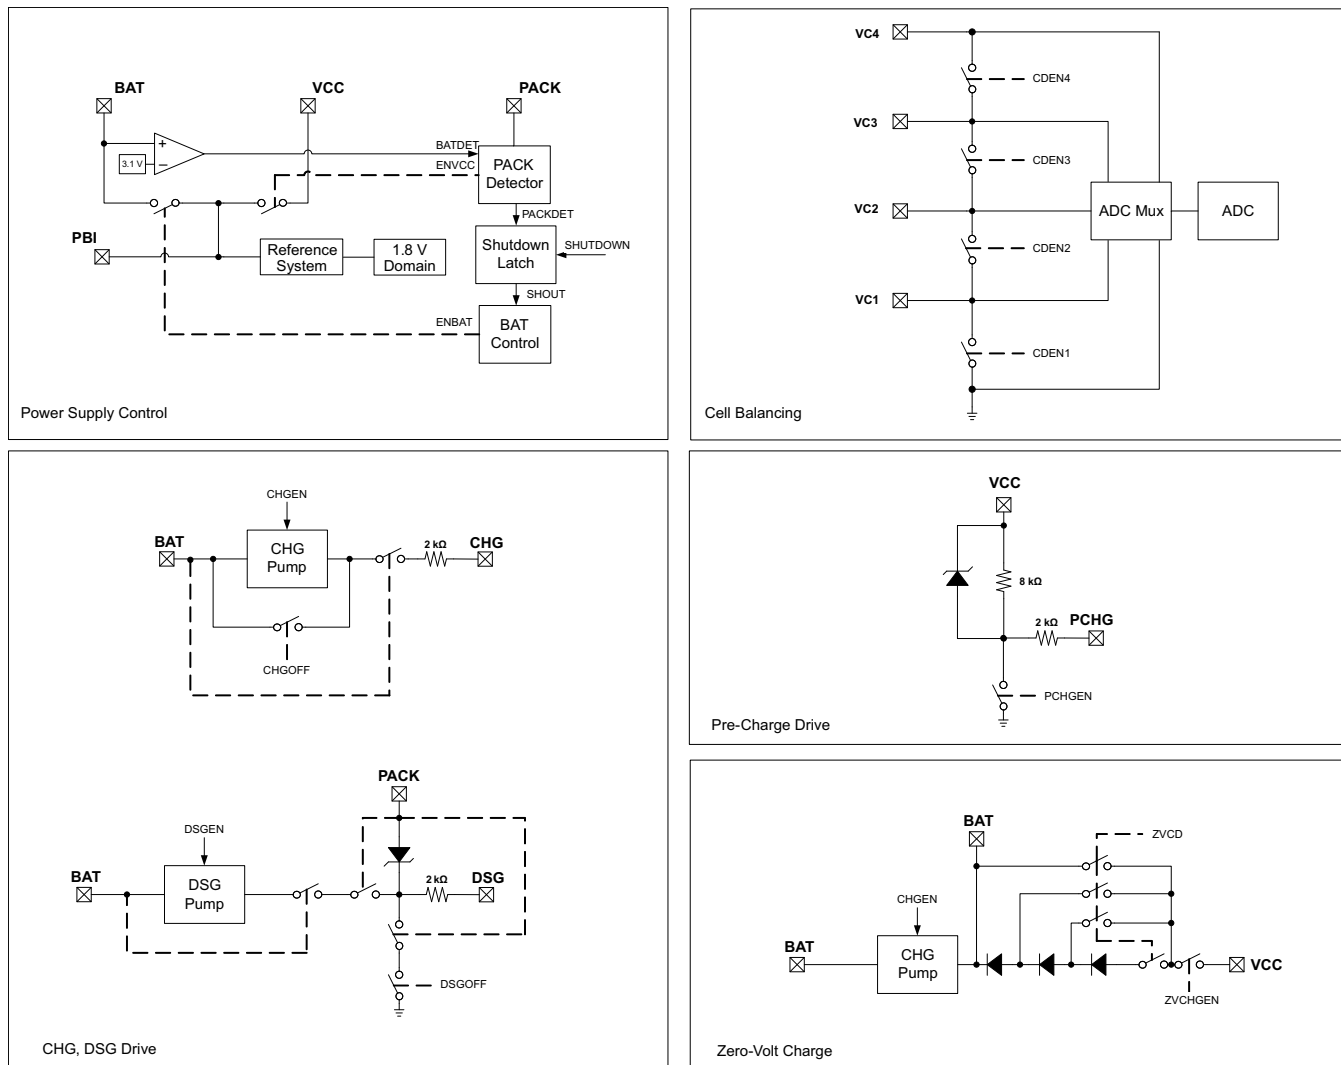 BAT
VCC
PACK
3.1 V
+
−
BATDET
ENVCC
PACK
Detector
PACKDET
PBI
Reference
System
1.8 V
Domain
Shutdown
Latch
SHUTDOWN
SHOUT
ENBAT
BAT
Control
Power Supply Control
VC4
CDEN4
VC3
CDEN3
VC2
ADC Mux
ADC
CDEN2
VC1
CDEN1
Cell Balancing
CHGEN
BAT
CHG
Pump
2 kΩ
CHG
CHGOFF
PACK
DSGEN
BAT
DSG
Pump
2 kΩ
DSG
DSGOFF
CHG, DSG Drive
VCC
8 kΩ
2 kΩ
PCHG
PCHGEN
Pre-Charge Drive
BAT
ZVCD
CHGEN
BAT
CHG
Pump
VCC
ZVCHGEN
Zero-Volt Charge